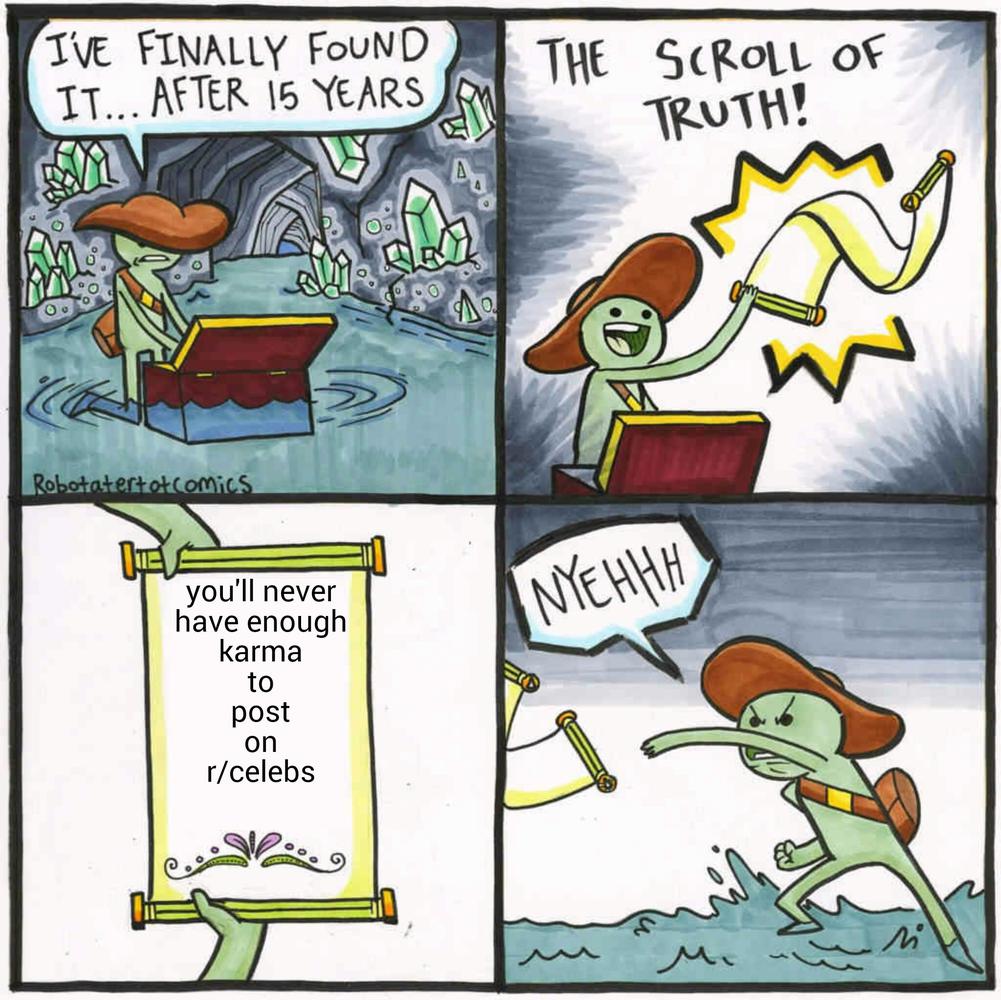 I'VE FINALLY FOUND
IT... AFTER 15 YEARS
THE SCROLL OF
TRUTH!
Robotatertotcomics
you'll never
have enough
karma
to
post
on
r/celebs
NYEHHH